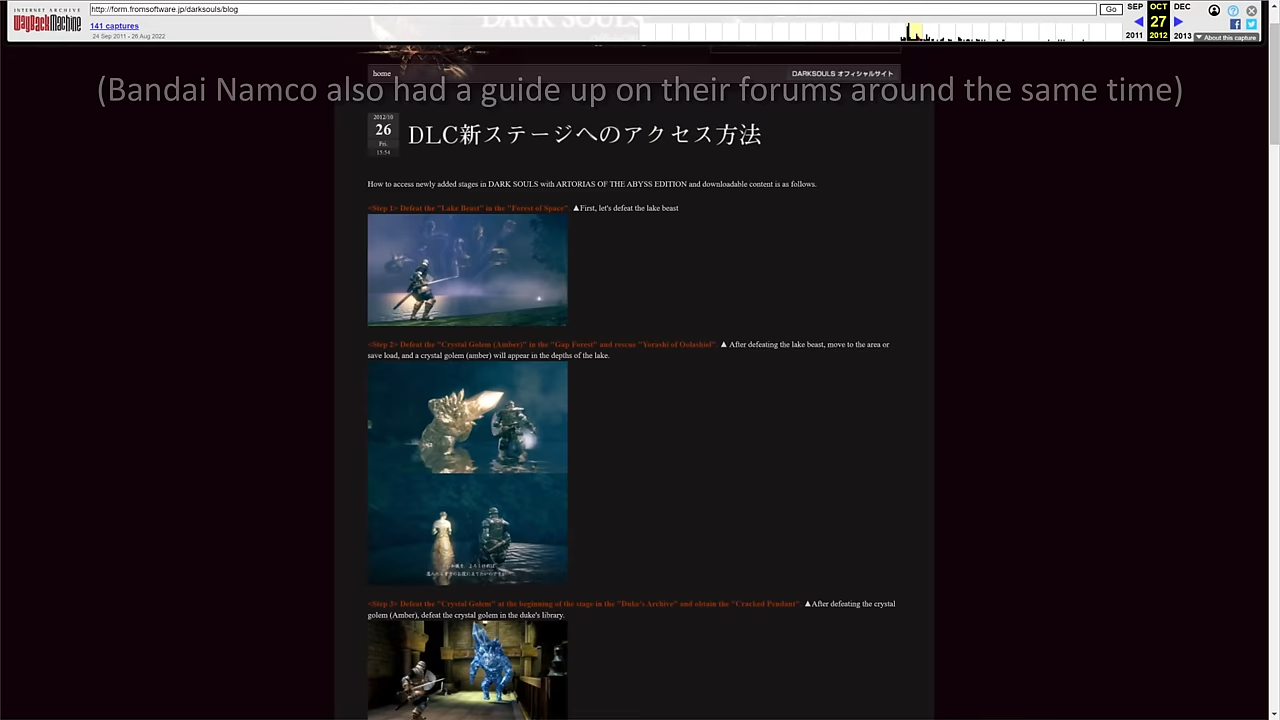 INTERNET ARCHIVE
WayBackMachine
http://form.fromsoftware.jp/darksouls/blog
Go
SEP
OCT
DEC
141 captures
27
24 Sep 2011 - 26 Aug 2022
2011
2012
2013
About this capture
DARK SOULS
home
DARKSOULS オフィシャルサイト
(Bandai Namco also had a guide up on their forums around the same time)
2012/10
26
Fri.
15:54
DLC新ステージへのアクセス方法
How to access newly added stages in DARK SOULS with ARTORIAS OF THE ABYSS EDITION and downloadable content is as follows.
<Step 1> Defeat the "Lake Beast" in the "Forest of Space". ▲First, let's defeat the lake beast
<Step 2> Defeat the "Crystal Golem (Amber)" in the "Gap Forest" and rescue "Yorashi of Oolashiel". ▲ After defeating the lake beast, move to the area or
save load, and a crystal golem (amber) will appear in the depths of the lake.
<Step 3> Defeat the "Crystal Golem" at the beginning of the stage in the "Duke's Archive" and obtain the "Cracked Pendant". ▲After defeating the crystal
golem (Amber), defeat the crystal golem in the duke's library.